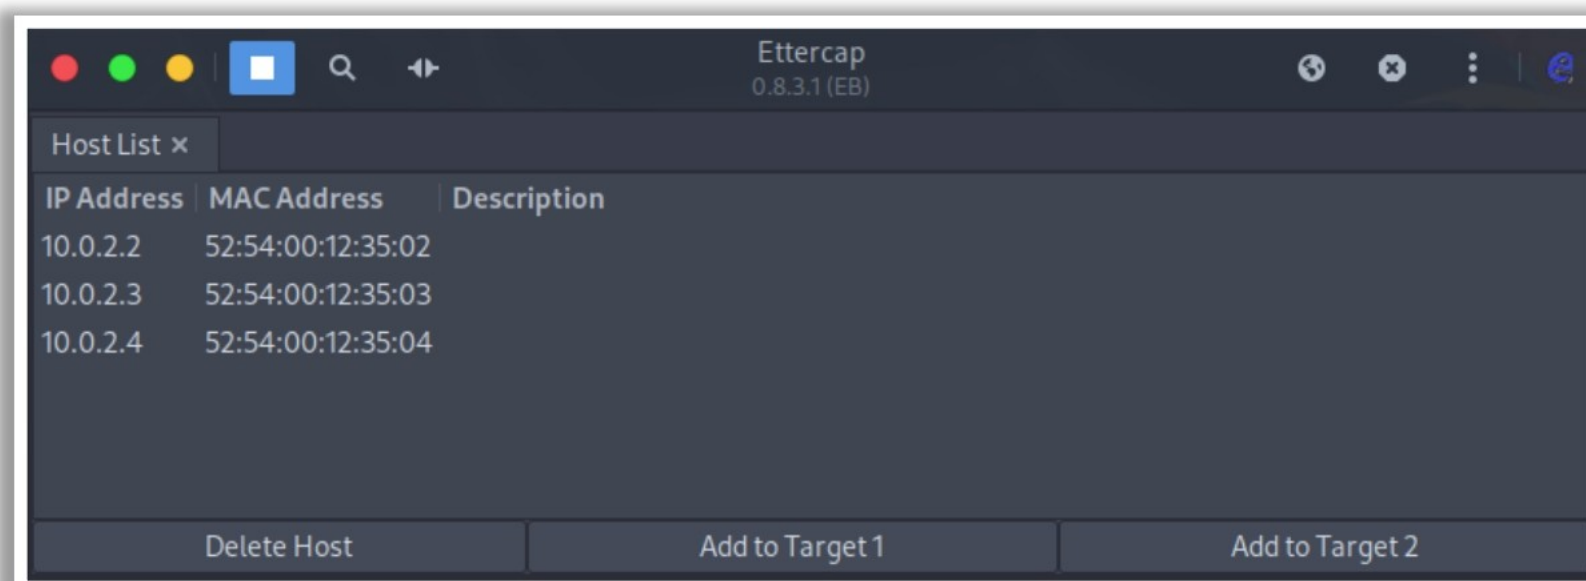 Ettercap
0.8.3.1 (EB)
Host List ×
IP Address MAC Address Description
10.0.2.2 52:54:00:12:35:02
10.0.2.3 52:54:00:12:35:03
10.0.2.4 52:54:00:12:35:04
Delete Host Add to Target 1 Add to Target 2